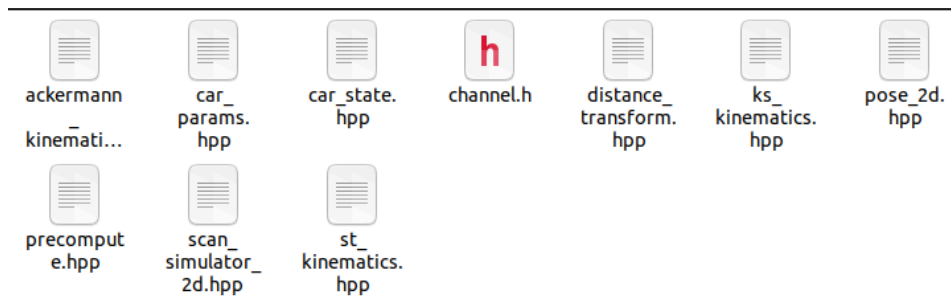 ackermann
_
kinemati...
car_
params.
hpp
car_state.
hpp
h
channel.h
distance_
transform.
hpp
ks_
kinematics.
hpp
pose_2d.
hpp
precomput
e.hpp
scan_
simulator_
2d.hpp
st_
kinematics.
hpp